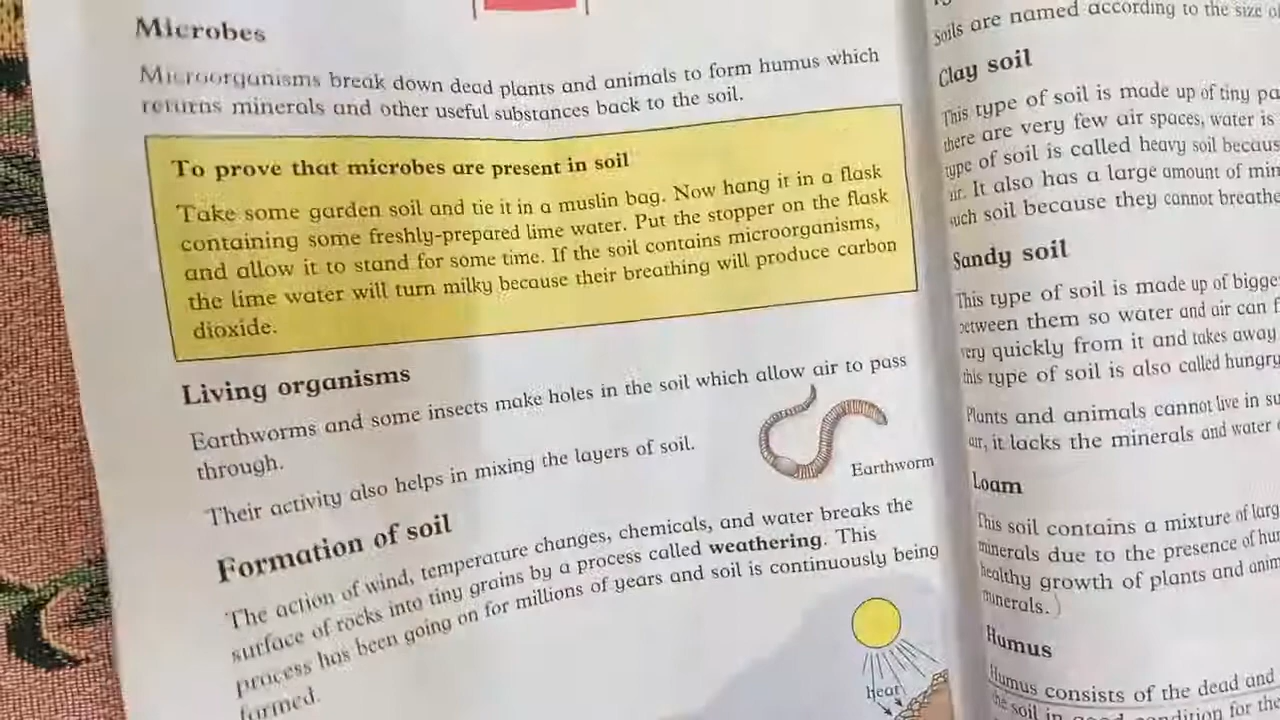 Microbes
Microorganisms break down dead plants and animals to form humus which
returns minerals and other useful substances back to the soil.
To prove that microbes are present in soil
Take some garden soil and tie it in a muslin bag. Now hang it in a flask
containing some freshly-prepared lime water. Put the stopper on the flask
and allow it to stand for some time. If the soil contains microorganisms,
the lime water will turn milky because their breathing will produce carbon
dioxide.
Living organisms
Earthworms and some insects make holes in the soil which allow air to pass
through.
Their activity also helps in mixing the layers of soil.
Earthworm
Formation of soil
The action of wind, temperature changes, chemicals, and water breaks the
surface of rocks into tiny grains by a process called weathering. This
process has been going on for millions of years and soil is continuously being
formed.
heat
soils are named according to the size of
Clay soil
This type of soil is made up of tiny
there are very few air spaces, water is
type of soil is called heavy soil
air. It also has a large amount of
such soil because they cannot breathe
Sandy soil
This type of soil is made up of
between them so water and air can
very quickly from it and takes away
this type of soil is also called hungry
Plants and animals cannot live in
air, it lacks the minerals and water
Loam
This soil contains a mixture of
minerals due to the presence of
healthy growth of plants and
minerals.)
Humus
Humus consists of the dead and
the soil in good condition for the